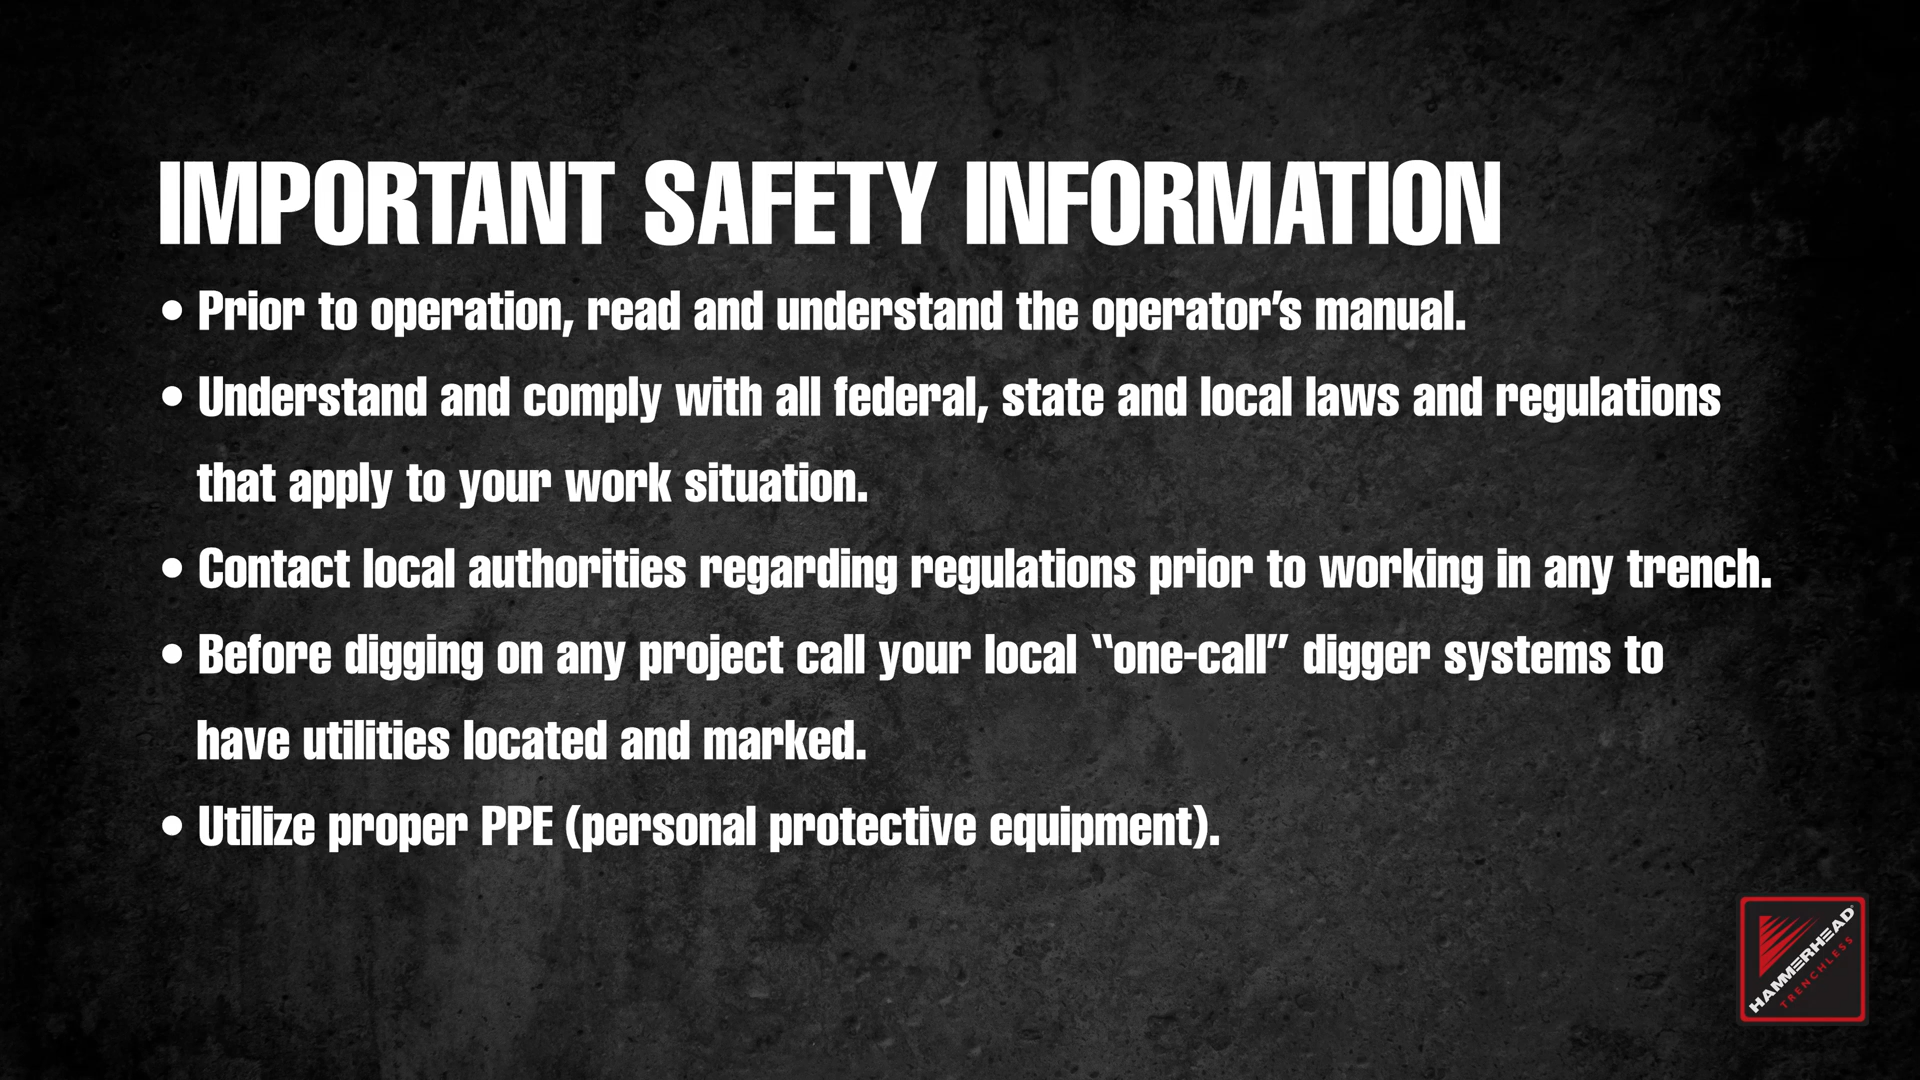 IMPORTANT SAFETY INFORMATION
• Prior to operation, read and understand the operator’s manual.
• Understand and comply with all federal, state and local laws and regulations
that apply to your work situation.
• Contact local authorities regarding regulations prior to working in any trench.
• Before digging on any project call your local “one-call” digger systems to
have utilities located and marked.
• Utilize proper PPE (personal protective equipment).
HAMMERHEAD®
TRENCHLESS